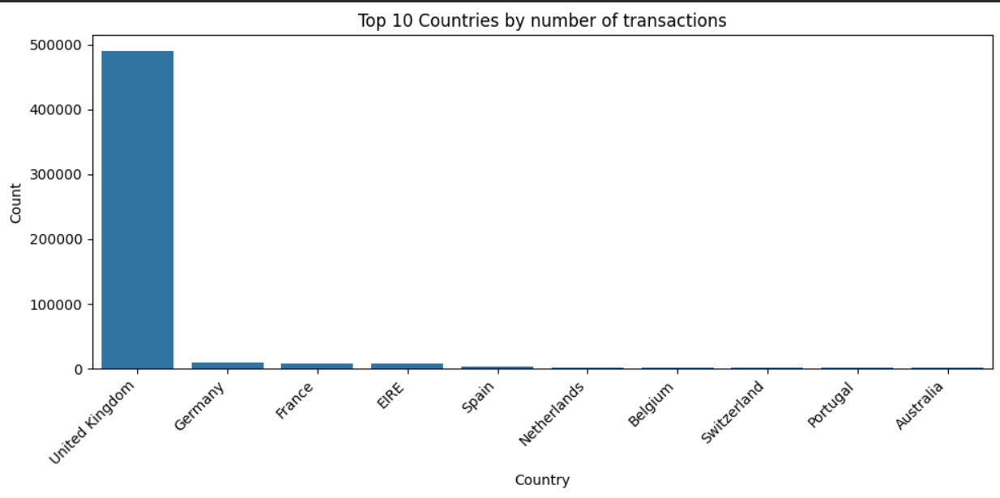 Top 10 Countries by number of transactions
500000
400000
300000
200000
100000
0
Count
United Kingdom
Germany
France
EIRE
Spain
Netherlands
Belgium
Switzerland
Portugal
Australia
Country